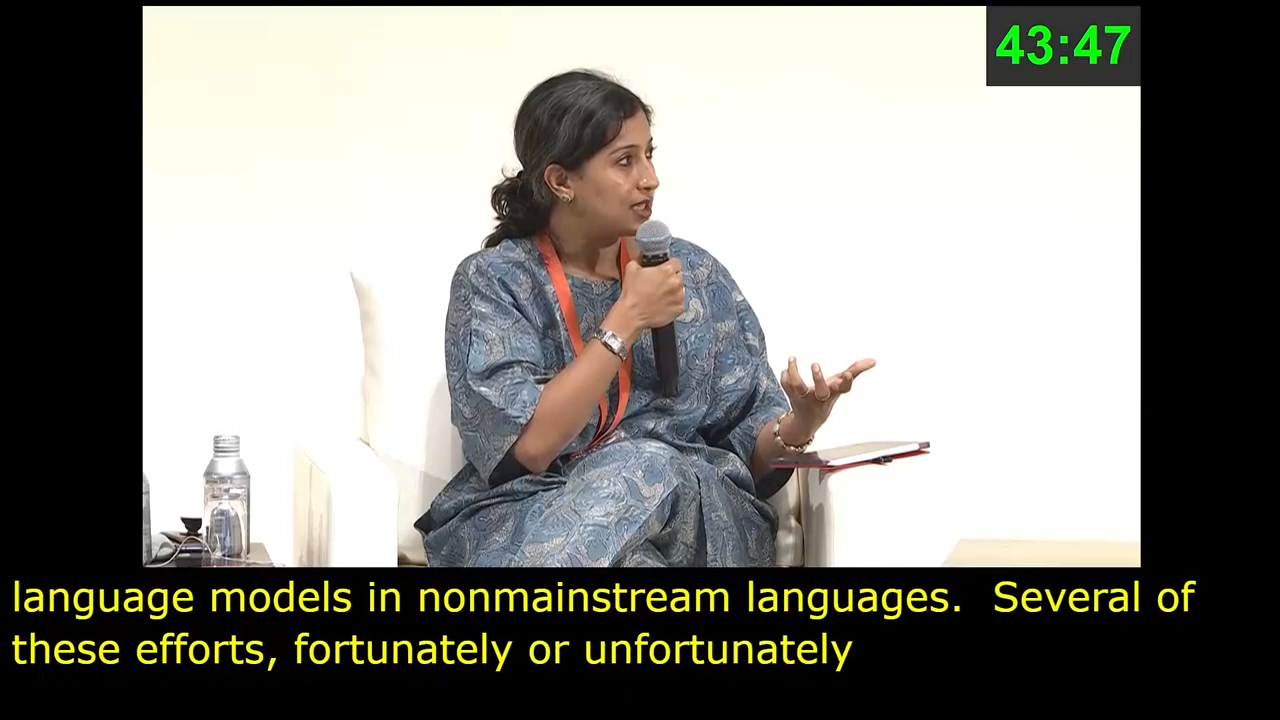 43:47
language models in nonmainstream languages.  Several of
these efforts, fortunately or unfortunately